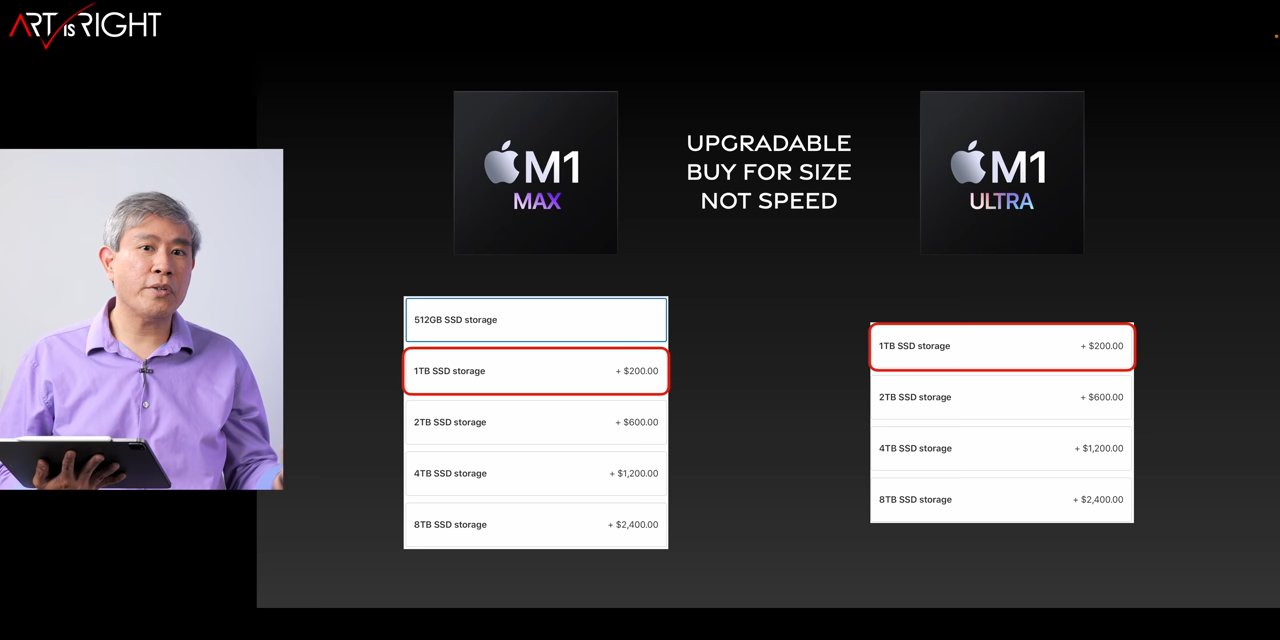 ART IS RIGHT
M1
MAX
UPGRADABLE
BUY FOR SIZE
NOT SPEED
M1
ULTRA
512GB SSD storage
1TB SSD storage + $200.00
2TB SSD storage + $600.00
4TB SSD storage + $1,200.00
8TB SSD storage + $2,400.00
1TB SSD storage + $200.00
2TB SSD storage + $600.00
4TB SSD storage + $1,200.00
8TB SSD storage + $2,400.00